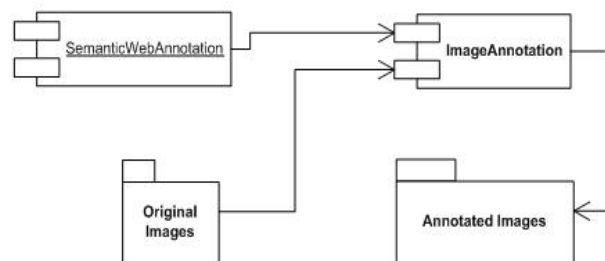 SemanticWebAnnotation
ImageAnnotation
Original
Images
Annotated Images